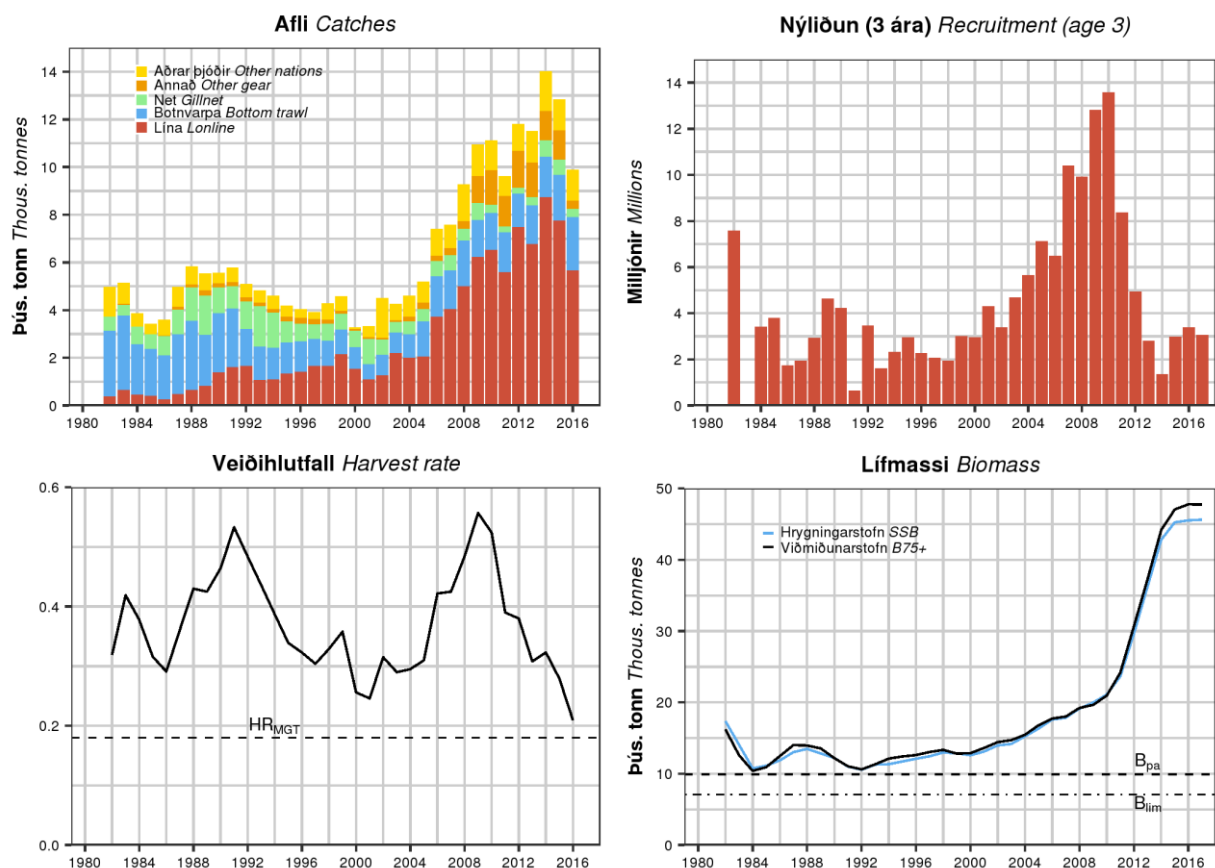 Afli Catches
Þús. tonn Thous. tonnes
14
12
10
8
6
4
2
0
Aðrar þjóðir Other nations
Annað Other gear
Net Gillnet
Botnvarpa Bottom trawl
Lína Lonline
1980 1984 1988 1992 1996 2000 2004 2008 2012 2016
Nýliðun (3 ára) Recruitment (age 3)
Milljónir Millions
14
12
10
8
6
4
2
0
1980 1984 1988 1992 1996 2000 2004 2008 2012 2016
Veiðihlutfall Harvest rate
0.6
0.4
0.2
0.0
HRMGT
1980 1984 1988 1992 1996 2000 2004 2008 2012 2016
Lífmassi Biomass
Þús. tonn Thous. tonnes
50
40
30
20
10
0
Hrygningarstofn SSB
Viðmiðunarstofn B75+
Bpa
Blim
1980 1984 1988 1992 1996 2000 2004 2008 2012 2016